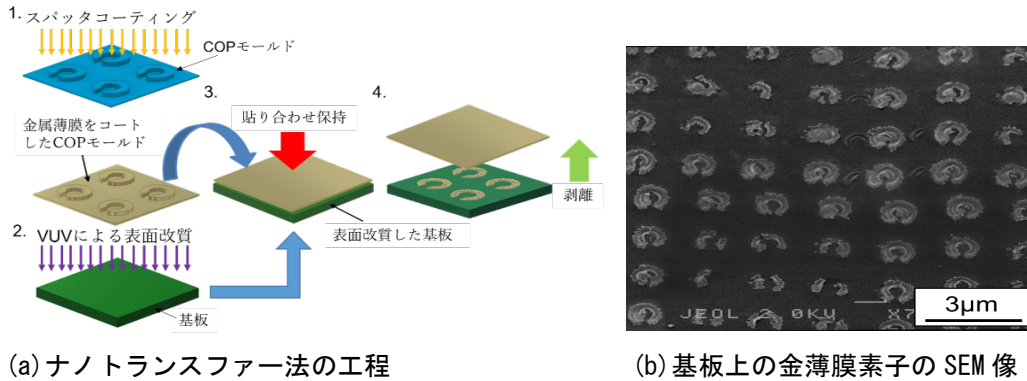 1.
スパッタコーティング
COPモールド
金属薄膜をコート
したCOPモールド
3.
貼り合わせ保持
4.
剥離
表面改質した基板
2.
VUVによる表面改質
基板
JEOL 2.0KV X7
3μm
(a)ナノトランスファー法の工程
(b)基板上の金薄膜素子の SEM 像